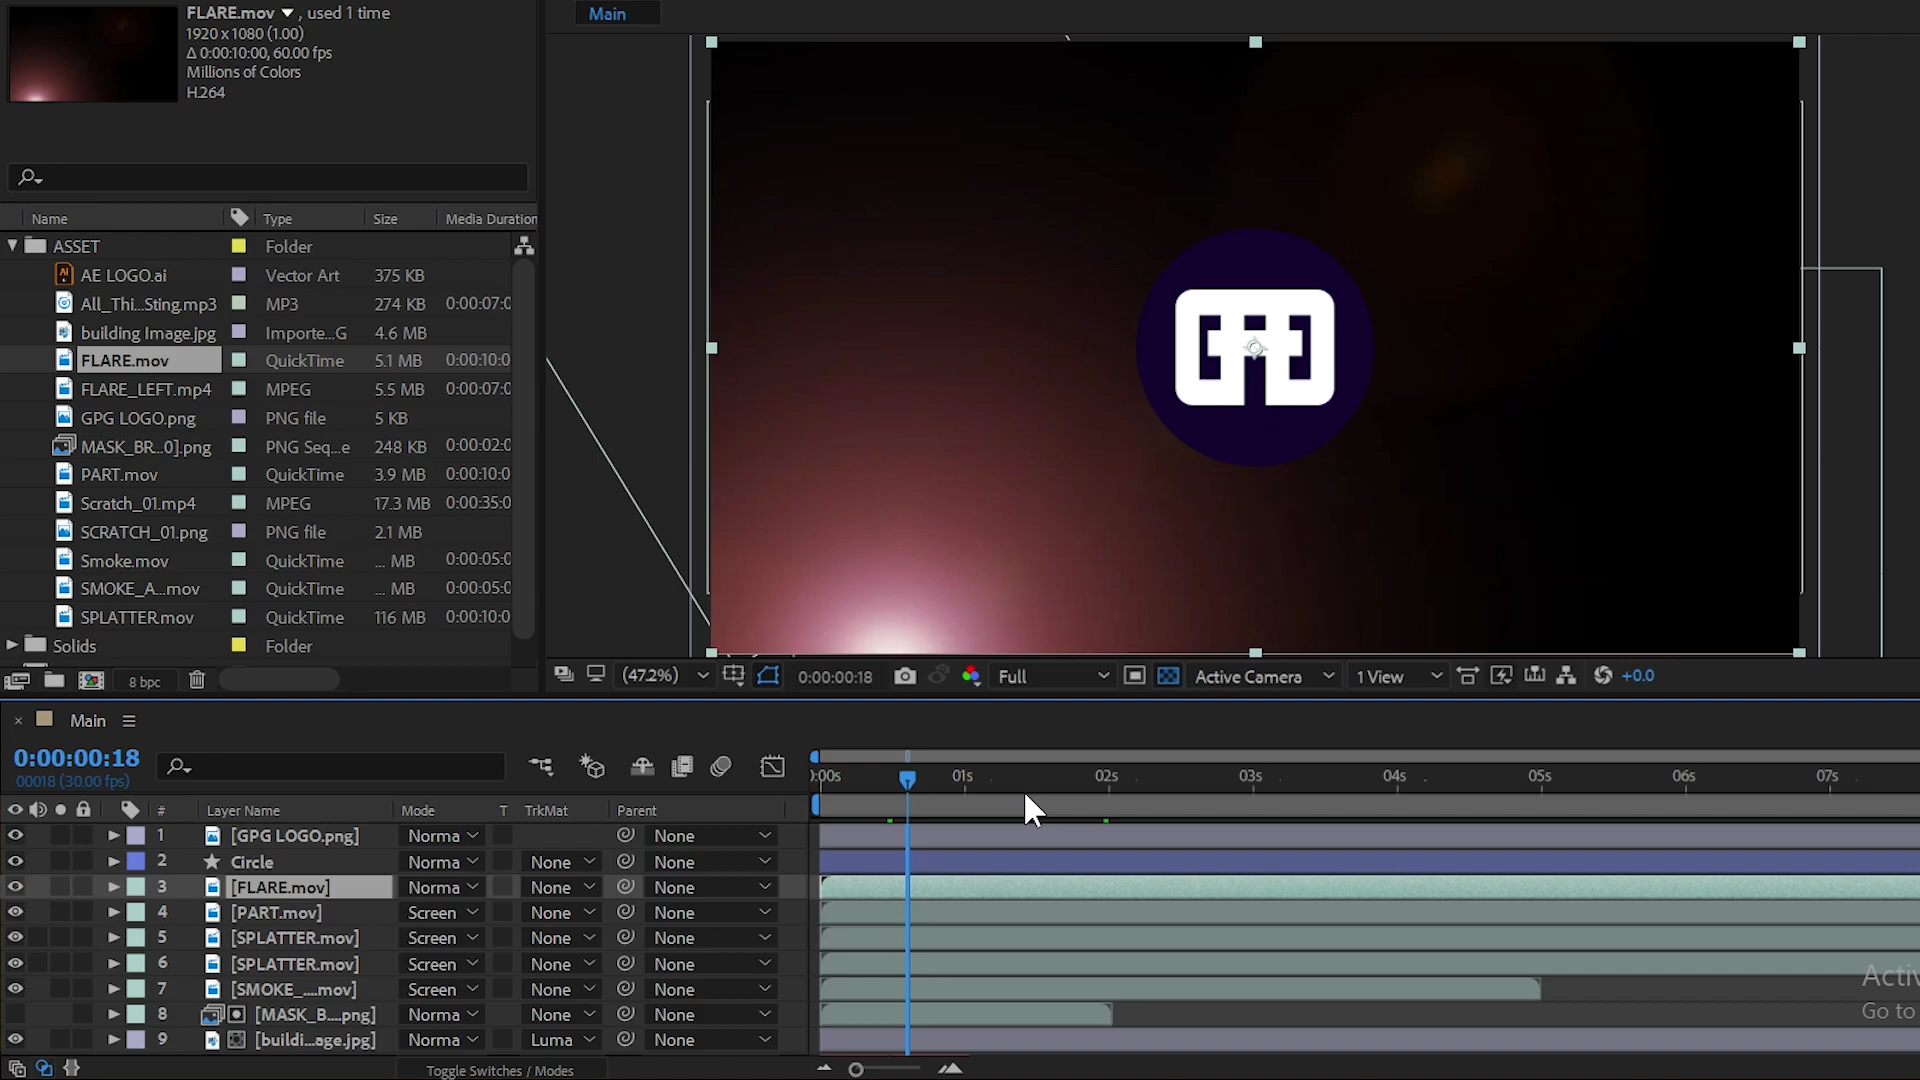 FLARE.mov , used 1 time
1920 x 1080 (1.00)
Δ 0:00:10:00, 60.00 fps
Millions of Colors
H.264
Main
Name Type Size Media Duration
ASSET Folder
AE LOGO.ai Vector Art 375 KB
All_Thi...Sting.mp3 MP3 274 KB 0:00:07:0
building Image.jpg Importe...G 4.6 MB
FLARE.mov QuickTime 5.1 MB 0:00:10:0
FLARE_LEFT.mp4 MPEG 5.5 MB 0:00:07:0
GPG LOGO.png PNG file 5 KB
MASK_BR...0].png PNG Seq...e 248 KB 0:00:02:0
PART.mov QuickTime 3.9 MB 0:00:10:0
Scratch_01.mp4 MPEG 17.3 MB 0:00:35:0
SCRATCH_01.png PNG file 2.1 MB
Smoke.mov QuickTime ... MB 0:00:05:0
SMOKE_A...mov QuickTime ... MB 0:00:05:0
SPLATTER.mov QuickTime 116 MB 0:00:10:0
Solids Folder
8 bpc
(47.2%) 0:00:00:18 Full Active Camera 1 View +0.0
× Main
0:00:00:18
00018 (30.00 fps)
):00s 01s 02s 03s 04s 05s 06s 07s
# Layer Name Mode T TrkMat Parent
1 [GPG LOGO.png] Norma None
2 Circle Norma None None
3 [FLARE.mov] Norma None None
4 [PART.mov] Screen None None
5 [SPLATTER.mov] Screen None None
6 [SPLATTER.mov] Screen None None
7 [SMOKE_....mov] Screen None None
8 [MASK_B....png] Norma None None
9 [buildi...age.jpg] Norma Luma None
Toggle Switches / Modes
Activ
Go to